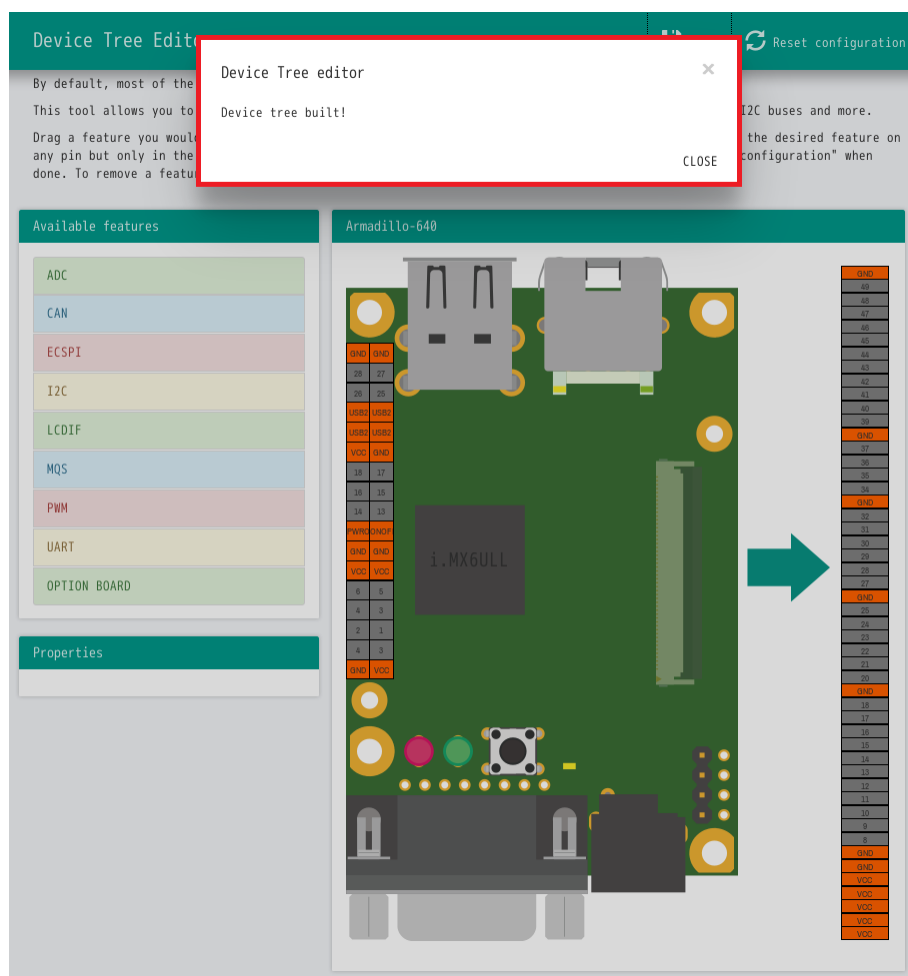 Device Tree Edit
Reset configuration
Device Tree editor
×
Device tree built!
CLOSE
By default, most of the
This tool allows you to
I2C buses and more.
Drag a feature you woul
the desired feature on
any pin but only in the
configuration" when
done. To remove a featu
Available features
ADC
CAN
ECSPI
I2C
LCDIF
MQS
PWM
UART
OPTION BOARD
Properties
Armadillo-640
GND GND
28 27
26 25
USB2 USB2
USB2 USB2
VCC GND
18 17
16 15
14 13
GND GND
VCC VCC
6 5
4 3
2 1
4 3
GND VCC
i.MX6ULL
GND
49
48
47
46
45
44
43
42
41
40
39
GND
37
36
35
34
GND
32
31
30
29
28
27
GND
25
24
23
22
21
20
GND
18
17
16
15
14
13
12
11
10
9
8
GND
GND
VCC
VCC
VCC
VCC
VCC